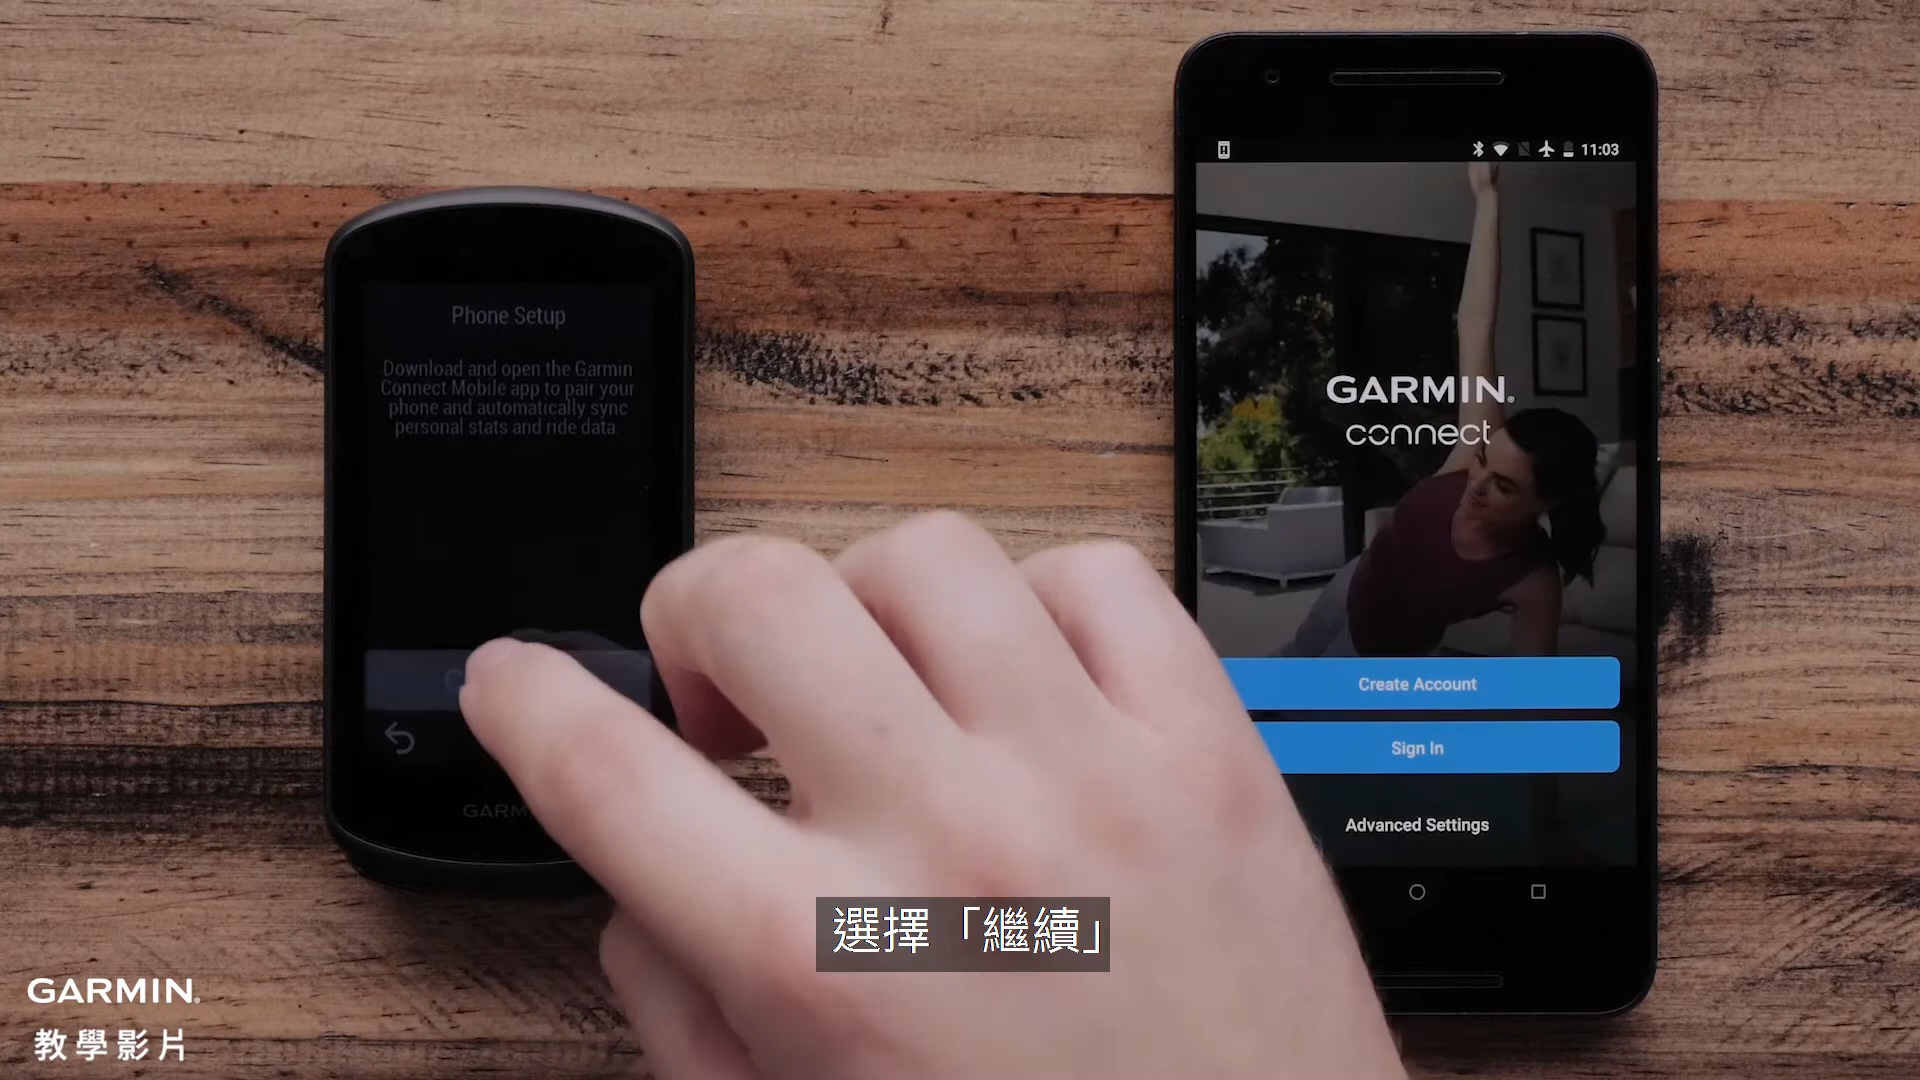 Phone Setup
Download and open the Garmin
Connect Mobile app to pair your
phone and automatically sync
personal stats and ride data.
11:03
GARMIN
connect
Create Account
Sign In
Advanced Settings
選擇「繼續」
GARMIN
教學影片